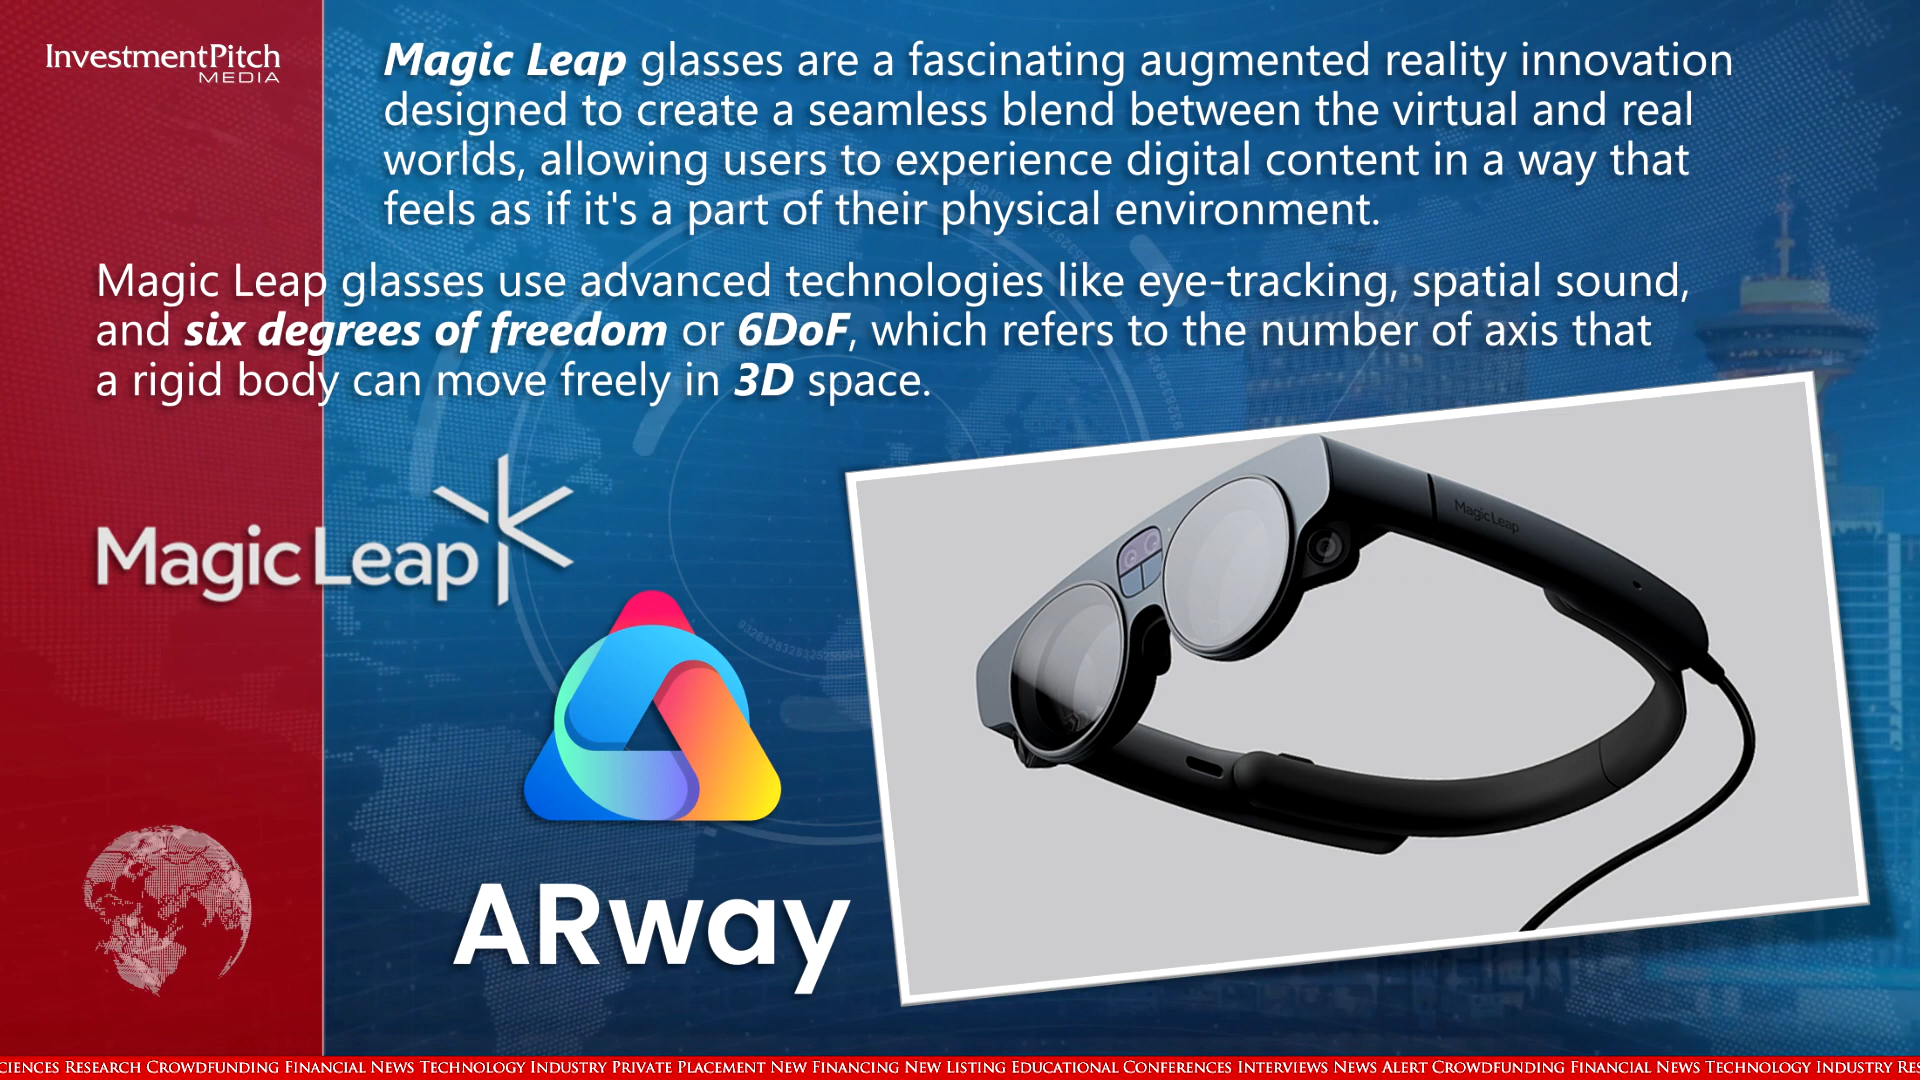 InvestmentPitch
MEDIA
Magic Leap glasses are a fascinating augmented reality innovation
designed to create a seamless blend between the virtual and real
worlds, allowing users to experience digital content in a way that
feels as if it's a part of their physical environment.
Magic Leap glasses use advanced technologies like eye-tracking, spatial sound,
and six degrees of freedom or 6DoF, which refers to the number of axis that
a rigid body can move freely in 3D space.
Magic Leap
Magic Leap
ARway
RESEARCH CROWDFUNDING FINANCIAL NEWS TECHNOLOGY INDUSTRY PRIVATE PLACEMENT NEW FINANCING NEW LISTING EDUCATIONAL CONFERENCES INTERVIEWS NEWS ALERT CROWDFUNDING FINANCIAL NEWS TECHNOLOGY INDUSTRY